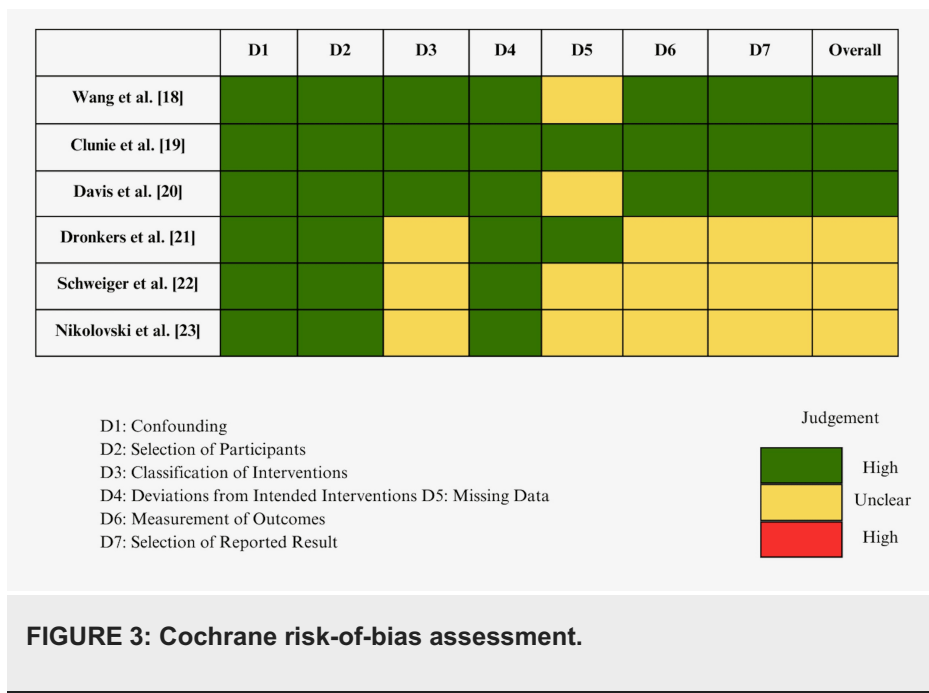 D1 D2 D3 D4 D5 D6 D7 Overall
Wang et al. [18]
Clunie et al. [19]
Davis et al. [20]
Dronkers et al. [21]
Schweiger et al. [22]
Nikolovski et al. [23]
D1: Confounding
D2: Selection of Participants
D3: Classification of Interventions
D4: Deviations from Intended Interventions D5: Missing Data
D6: Measurement of Outcomes
D7: Selection of Reported Result
Judgement
High
Unclear
High
FIGURE 3: Cochrane risk-of-bias assessment.